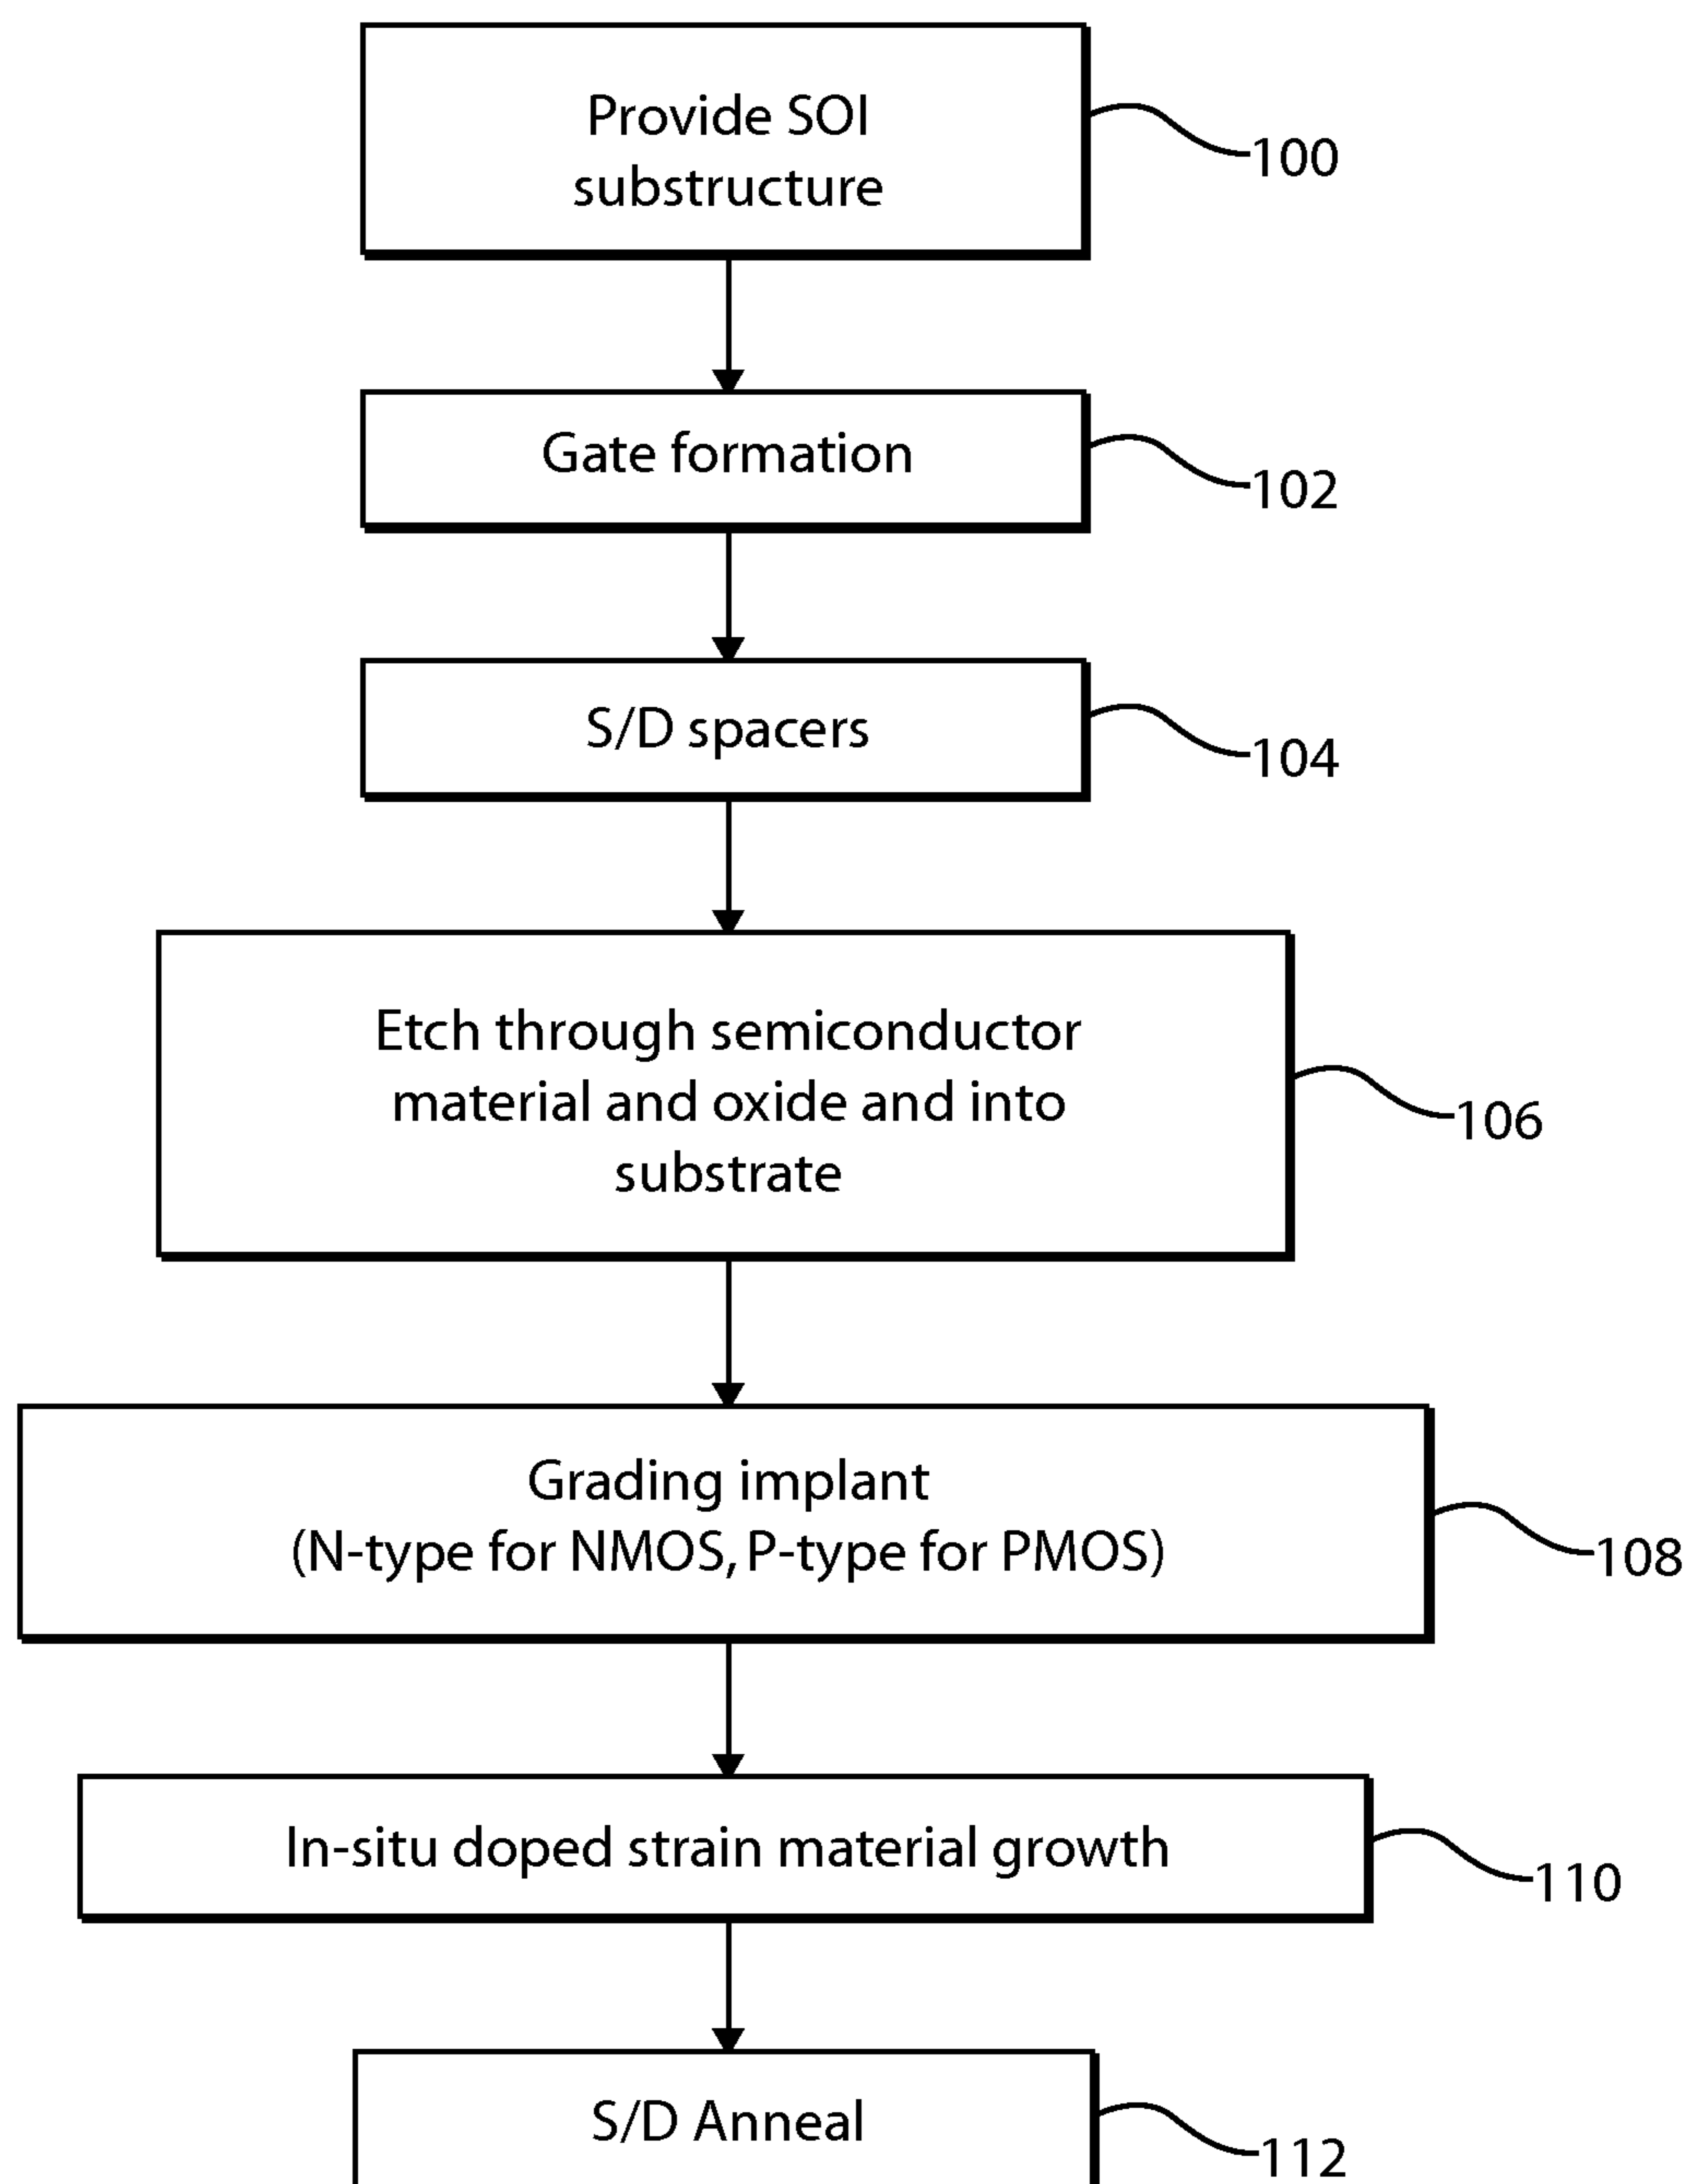 Provide SOI
substructure
100
Gate formation
102
S/D spacers
104
Etch through semiconductor
material and oxide and into
substrate
106
Grading implant
(N-type for NMOS, P-type for PMOS)
108
In-situ doped strain material growth
110
S/D Anneal
112